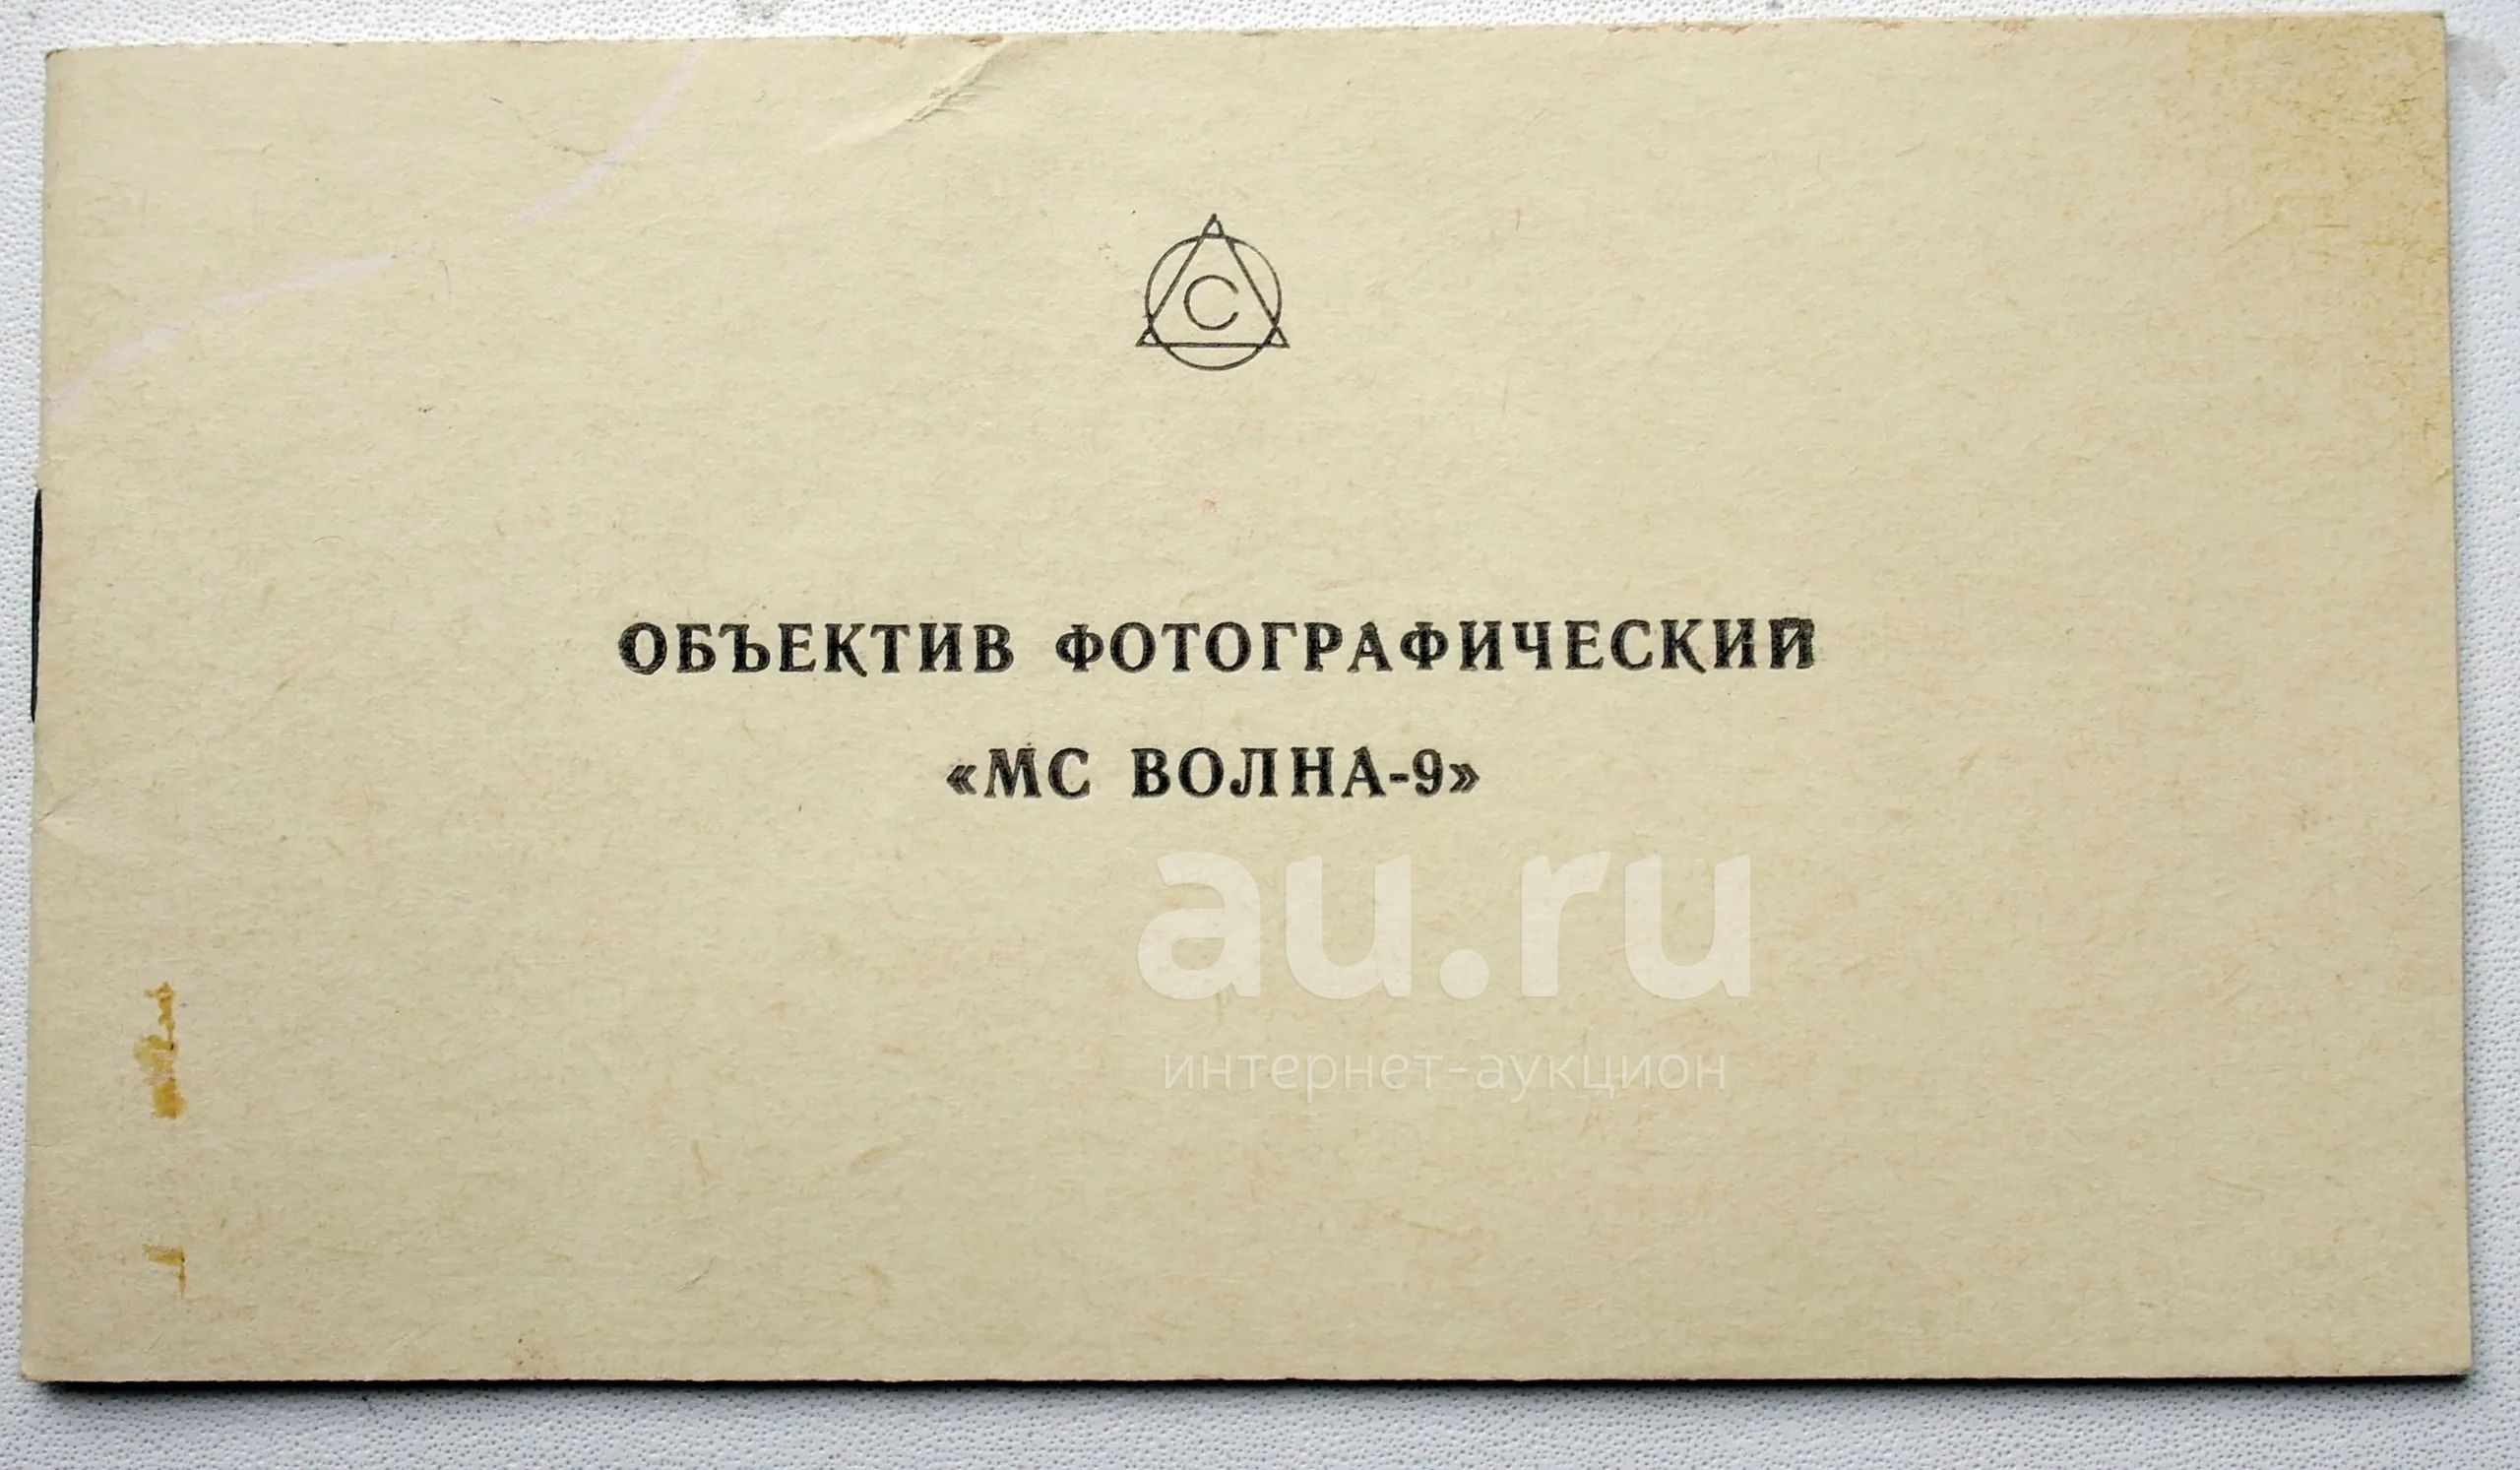 С
ОБЪЕКТИВ ФОТОГРАФИЧЕСКИЙ
«МС ВОЛНА-9»
au.ru
интернет-аукцион